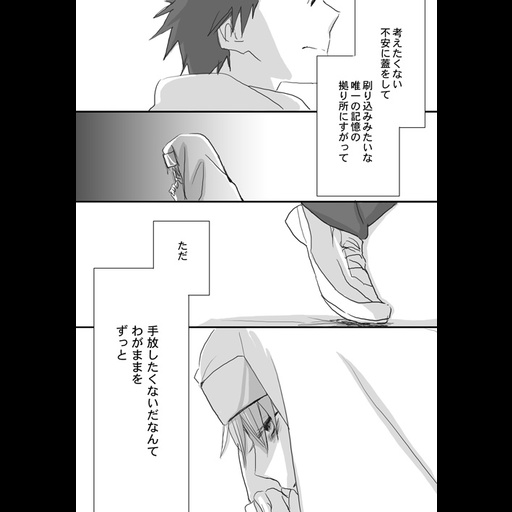 考えたくない
不安に蓋をして
刷り込みみたいな
唯一の記憶の
拠り所にすがって
ただ
手放したくないだなんて
わがままを
ずっと